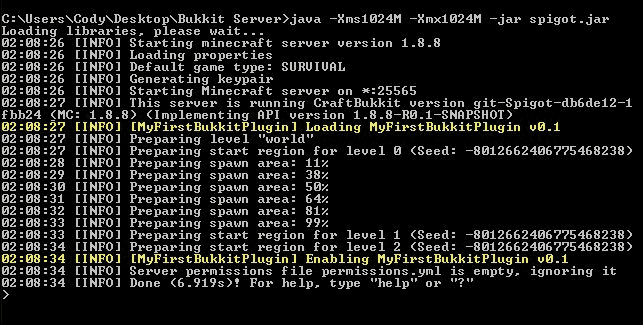 C:\Users\Cody\Desktop\Bukkit Server>java -Xms1024M -Xmx1024M -jar spigot.jar
Loading libraries, please wait...
02:08:26 [INFO] Starting minecraft server version 1.8.8
02:08:26 [INFO] Loading properties
02:08:26 [INFO] Default game type: SURVIVAL
02:08:26 [INFO] Generating keypair
02:08:26 [INFO] Starting Minecraft server on *:25565
02:08:27 [INFO] This server is running CraftBukkit version git-Spigot-db6de12-1
fbb24 (MC: 1.8.8) (Implementing API version 1.8.8-R0.1-SNAPSHOT)
02:08:27 [INFO] [MyFirstBukkitPlugin] Loading MyFirstBukkitPlugin v0.1
02:08:27 [INFO] Preparing level "world"
02:08:27 [INFO] Preparing start region for level 0 (Seed: -8012662406775468238)
02:08:28 [INFO] Preparing spawn area: 11%
02:08:29 [INFO] Preparing spawn area: 38%
02:08:30 [INFO] Preparing spawn area: 50%
02:08:31 [INFO] Preparing spawn area: 64%
02:08:32 [INFO] Preparing spawn area: 81%
02:08:33 [INFO] Preparing spawn area: 99%
02:08:33 [INFO] Preparing start region for level 1 (Seed: -8012662406775468238)
02:08:34 [INFO] Preparing start region for level 2 (Seed: -8012662406775468238)
02:08:34 [INFO] [MyFirstBukkitPlugin] Enabling MyFirstBukkitPlugin v0.1
02:08:34 [INFO] Server permissions file permissions.yml is empty, ignoring it
02:08:34 [INFO] Done (6.919s)! For help, type "help" or "?"
>